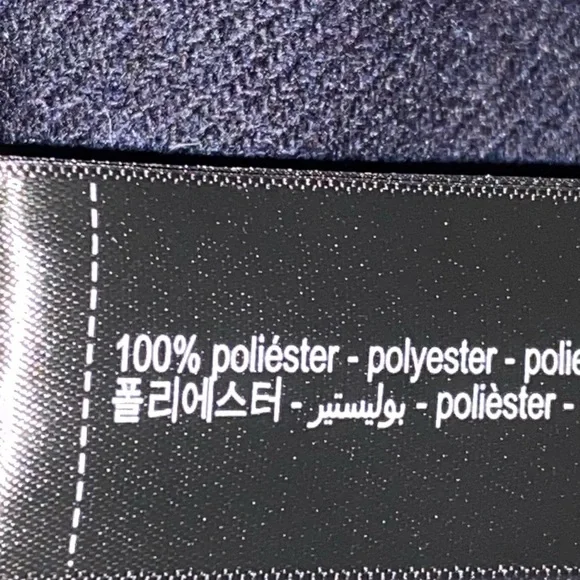 100% poliéster - polyester - polie
폴리에스터 - بوليستير - polièster -